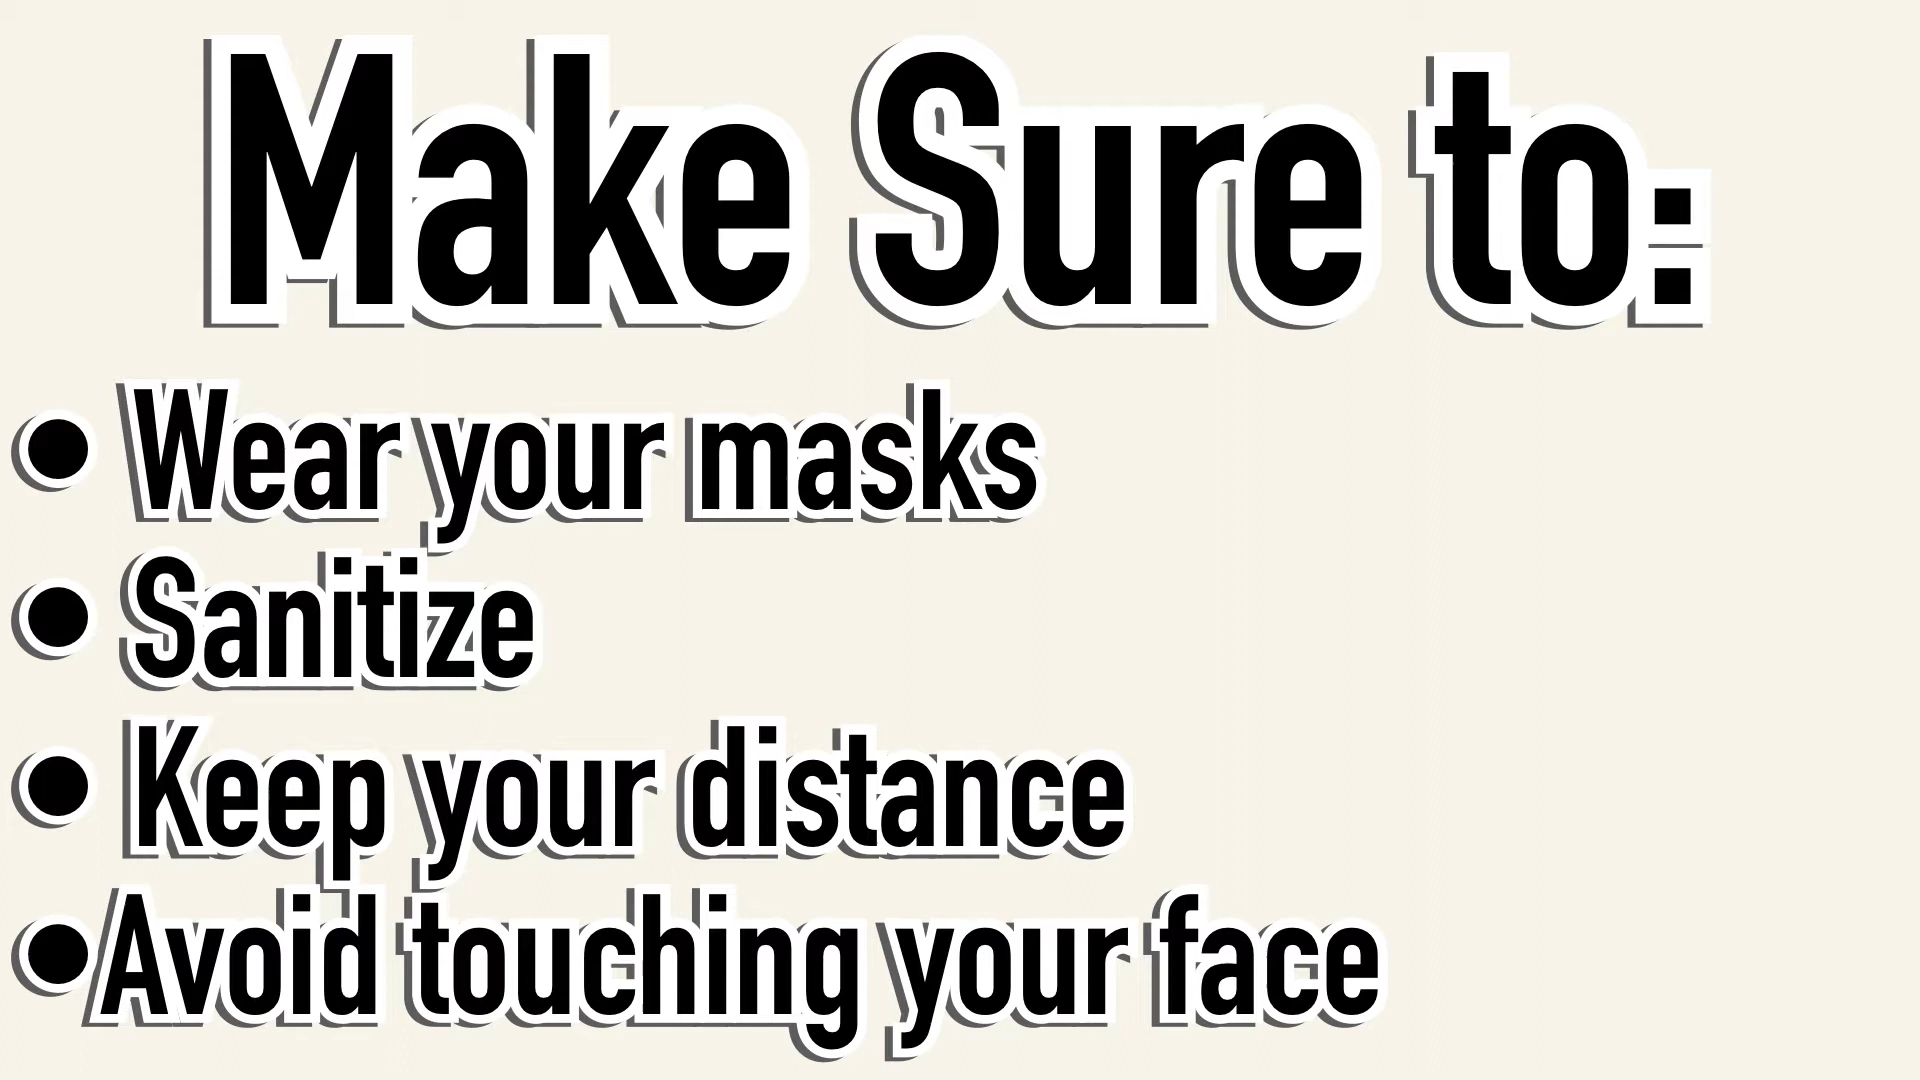 Make Sure to:
• Wear your masks
• Sanitize
• Keep your distance
•Avoid touching your face